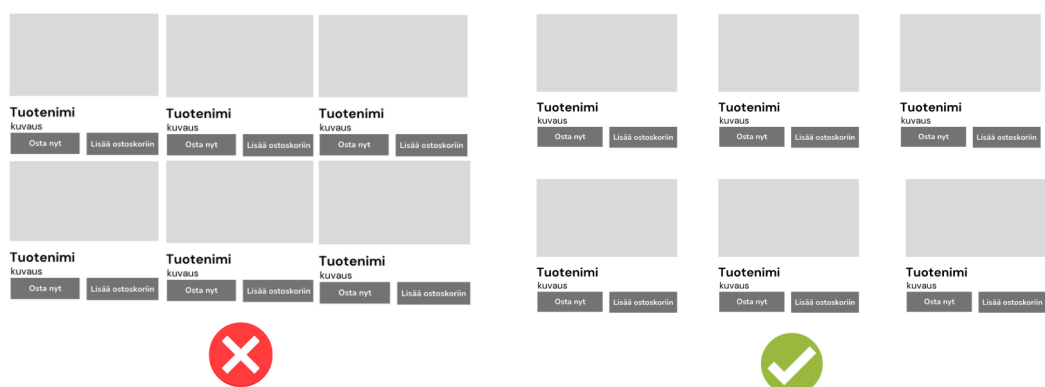 Tuotenimi
kuvaus
Osta nyt
Lisää ostoskoriin
Tuotenimi
kuvaus
Osta nyt
Lisää ostoskoriin
Tuotenimi
kuvaus
Osta nyt
Lisää ostoskoriin
Tuotenimi
kuvaus
Osta nyt
Lisää ostoskoriin
Tuotenimi
kuvaus
Osta nyt
Lisää ostoskoriin
Tuotenimi
kuvaus
Osta nyt
Lisää ostoskoriin
Tuotenimi
kuvaus
Osta nyt
Lisää ostoskoriin
Tuotenimi
kuvaus
Osta nyt
Lisää ostoskoriin
Tuotenimi
kuvaus
Osta nyt
Lisää ostoskoriin
Tuotenimi
kuvaus
Osta nyt
Lisää ostoskoriin
Tuotenimi
kuvaus
Osta nyt
Lisää ostoskoriin
Tuotenimi
kuvaus
Osta nyt
Lisää ostoskoriin